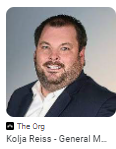 The Org
Kolja Reiss - General M...